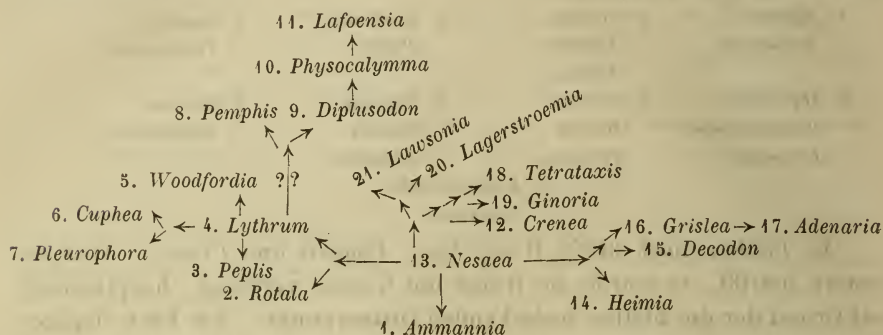 11. Lafoensia
10. Physocalymma
8. Pemphis 9. Diplusodon
21. Lawsonia
20. Lagerstroemia
18. Tetrataxis
5. Woodfordia ??
19. Ginoria
6. Cuphea
12. Crenea
4. Lythrum
16. Grislea 17. Adenaria
7. Pleurophora
15. Decodon
13. Nesaea
3. Peplis
2. Rotala
14. Heimia
1. Ammannia